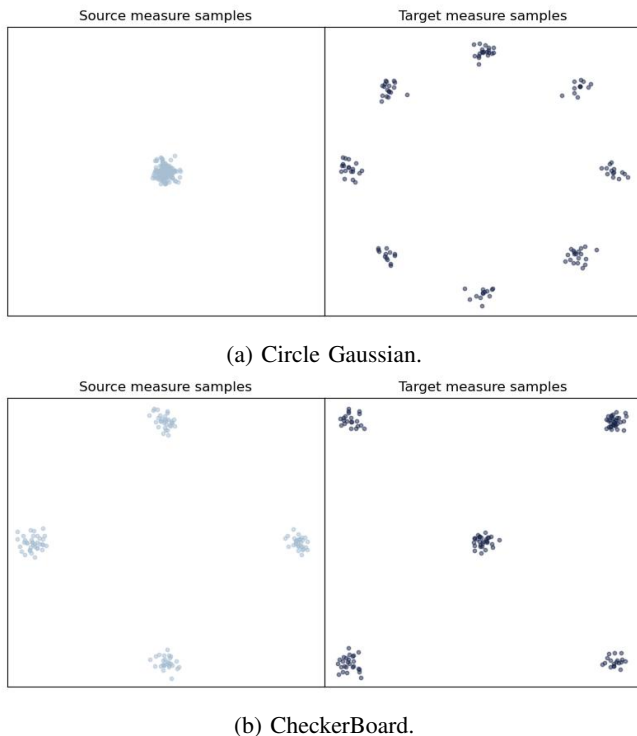 Source measure samples
Target measure samples
(a) Circle Gaussian.
Source measure samples
Target measure samples
(b) CheckerBoard.